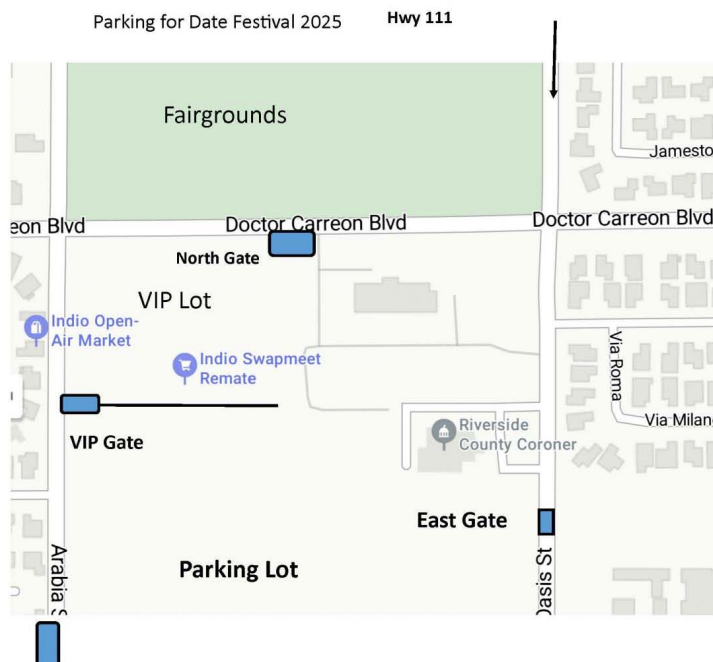 Parking for Date Festival 2025
Hwy 111
Fairgrounds
Jamesto
eon Blvd
Doctor Carreon Blvd
Doctor Carreon Blvd
North Gate
VIP Lot
Indio Open-
Air Market
Indio Swapmeet
Remate
Via Roma
VIP Gate
Riverside
County Coroner
Via Milan
East Gate
Parking Lot
Arabia S
Oasis St